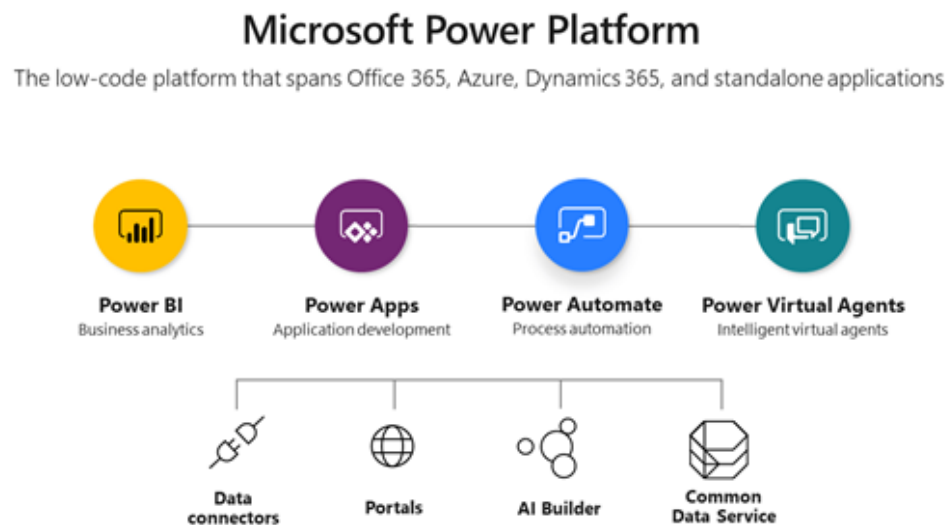 Microsoft Power Platform
The low-code platform that spans Office 365, Azure, Dynamics 365, and standalone applications
Power BI
Business analytics
Power Apps
Application development
Power Automate
Process automation
Power Virtual Agents
Intelligent virtual agents
Data
connectors
Portals
AI Builder
Common
Data Service